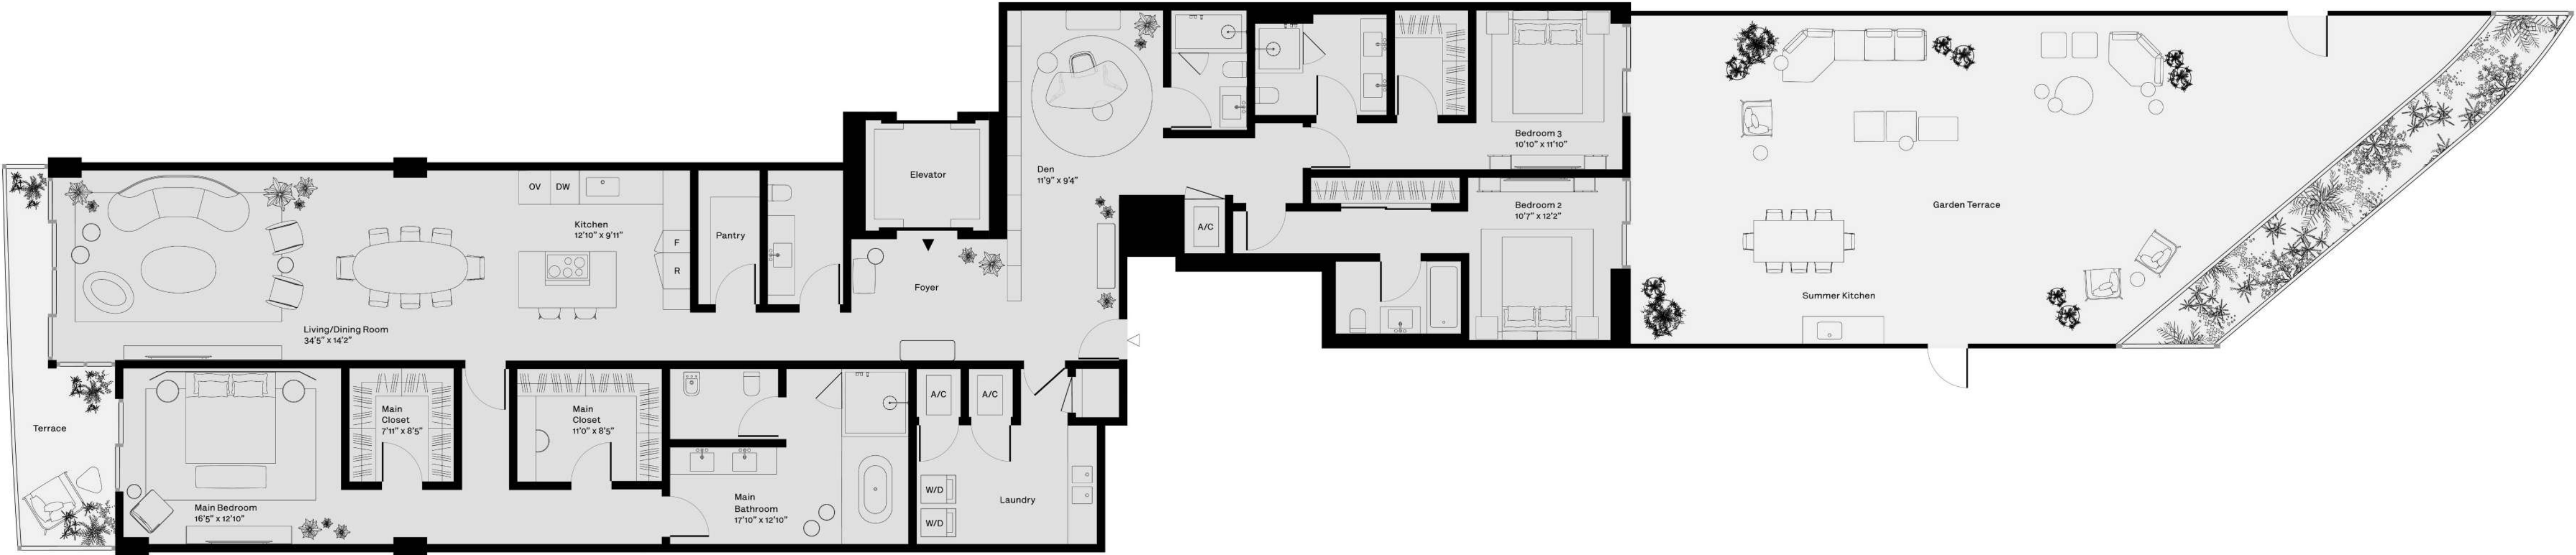 Living/Dining Room
34'5" x 14'2"
Terrace
Main Bedroom
16'5" x 12'10"
Main
Closet
7'11" x 8'5"
Main
Closet
11'0" x 8'5"
OV
DW
Kitchen
12'10" x 9'11"
F
R
Pantry
Main
Bathroom
17'10" x 12'10"
Elevator
Foyer
A/C
A/C
W/D
W/D
Laundry
Den
11'9" x 9'4"
A/C
Bedroom 3
10'10" x 11'10"
Bedroom 2
10'7" x 12'2"
Garden Terrace
Summer Kitchen